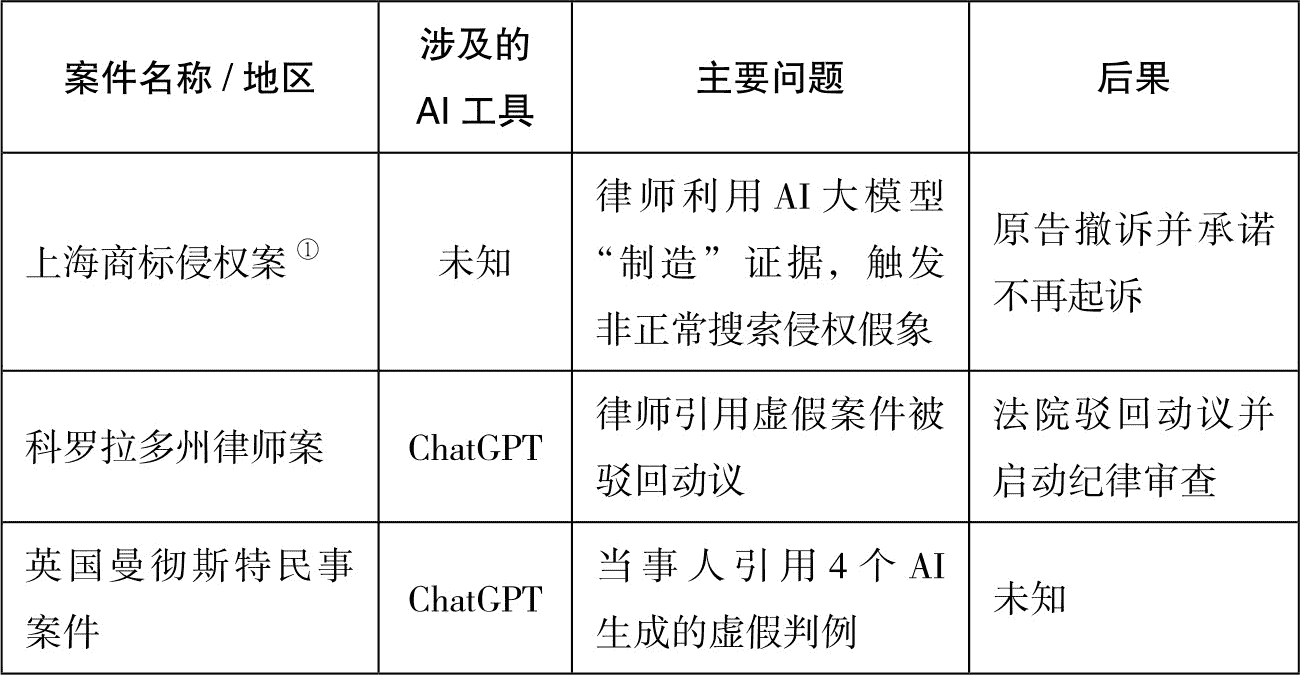 案件名称 / 地区
涉及的
AI 工具
主要问题
后果
上海商标侵权案①
未知
律师利用 AI 大模型
“制造”证据，触发
非正常搜索侵权假象
原告撤诉并承诺
不再起诉
科罗拉多州律师案
ChatGPT
律师引用虚假案件被
驳回动议
法院驳回动议并
启动纪律审查
英国曼彻斯特民事
案件
ChatGPT
当事人引用 4 个 AI
生成的虚假判例
未知